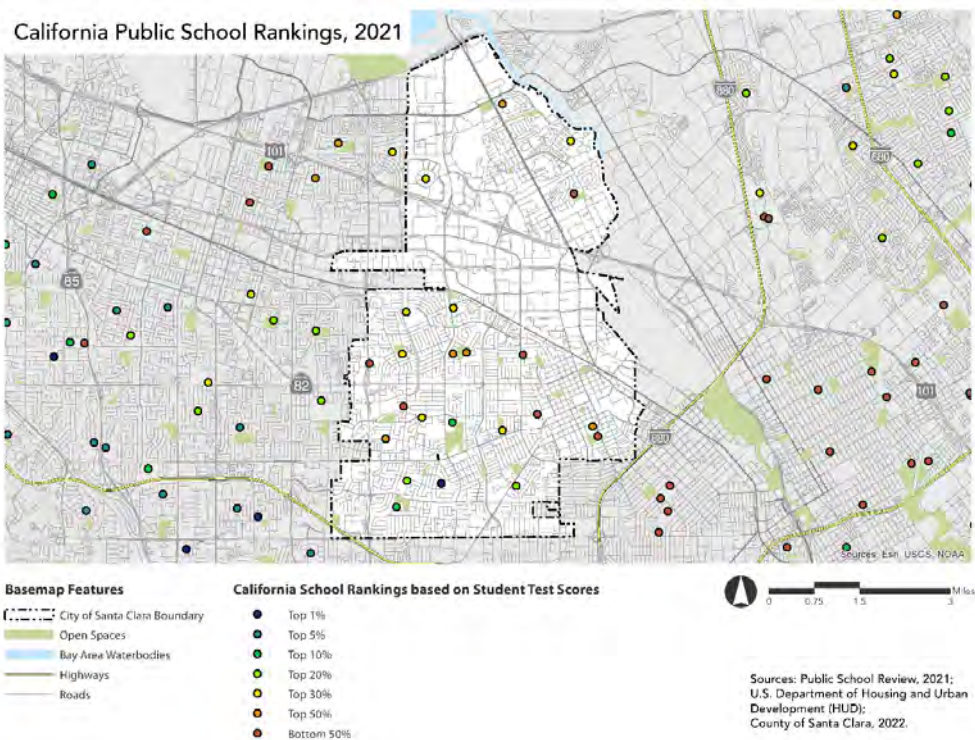 California Public School Rankings, 2021
880
101
680
85
82
101
880
Sources: Esri, USGS, NOAA
Basemap Features
City of Santa Clara Boundary
Open Spaces
Bay Area Waterbodies
Highways
Roads
California School Rankings based on Student Test Scores
Top 1%
Top 5%
Top 10%
Top 20%
Top 30%
Top 50%
Bottom 50%
0 0.75 1.5 3 Miles
Sources: Public School Review, 2021;
U.S. Department of Housing and Urban
Development (HUD);
County of Santa Clara, 2022.